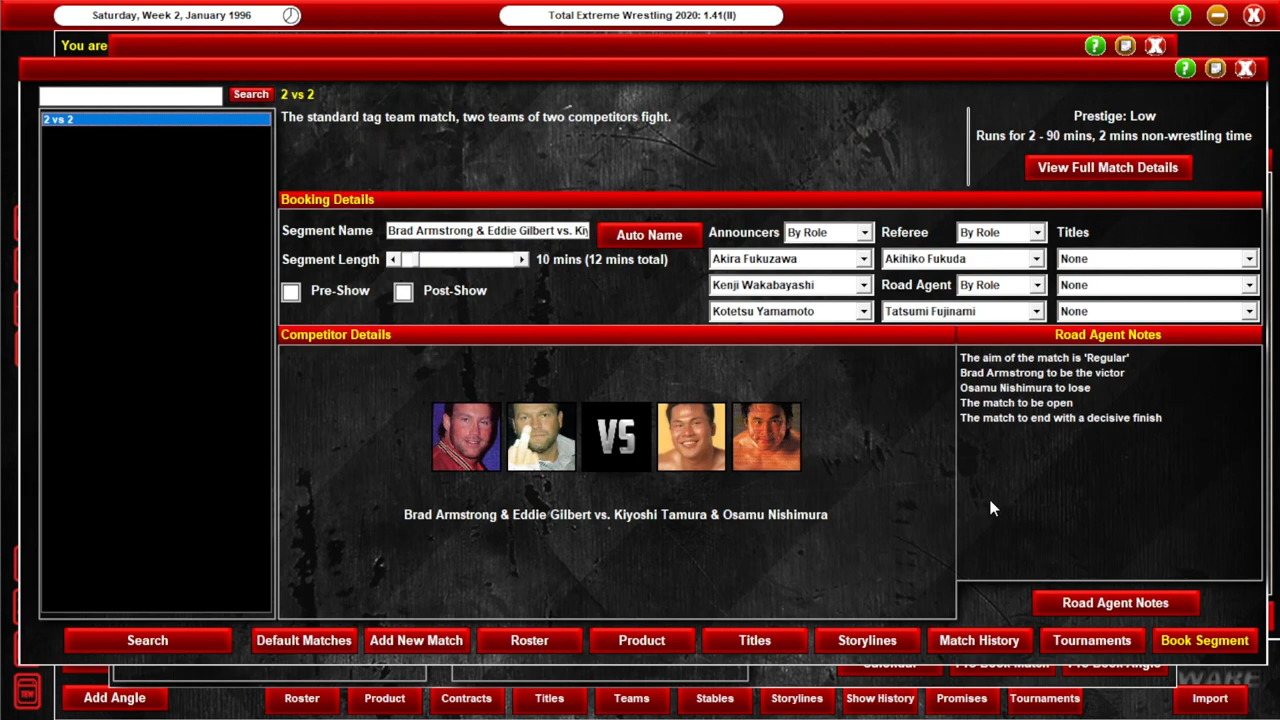 Saturday, Week 2, January 1996
Total Extreme Wrestling 2020: 1.41(II)
You are
Search
2 vs 2
2 vs 2
The standard tag team match, two teams of two competitors fight.
Prestige: Low
Runs for 2 - 90 mins, 2 mins non-wrestling time
View Full Match Details
Booking Details
Segment Name
Brad Armstrong & Eddie Gilbert vs.
Auto Name
Announcers
By Role
Referee
By Role
Titles
Segment Length
10 mins (12 mins total)
Akira Fukuzawa
Akihiko Fukuda
None
Pre-Show
Post-Show
Kenji Wakabayashi
Road Agent
By Role
None
Kotetsu Yamamoto
Tatsumi Fujinami
None
Competitor Details
Road Agent Notes
The aim of the match is 'Regular'
Brad Armstrong to be the victor
Osamu Nishimura to lose
The match to be open
The match to end with a decisive finish
VS
Brad Armstrong & Eddie Gilbert vs. Kiyoshi Tamura & Osamu Nishimura
Road Agent Notes
Search
Default Matches
Add New Match
Roster
Product
Titles
Storylines
Match History
Tournaments
Book Segment
Add Angle
Roster
Product
Contracts
Titles
Teams
Stables
Storylines
Show History
Promises
Tournaments
Import